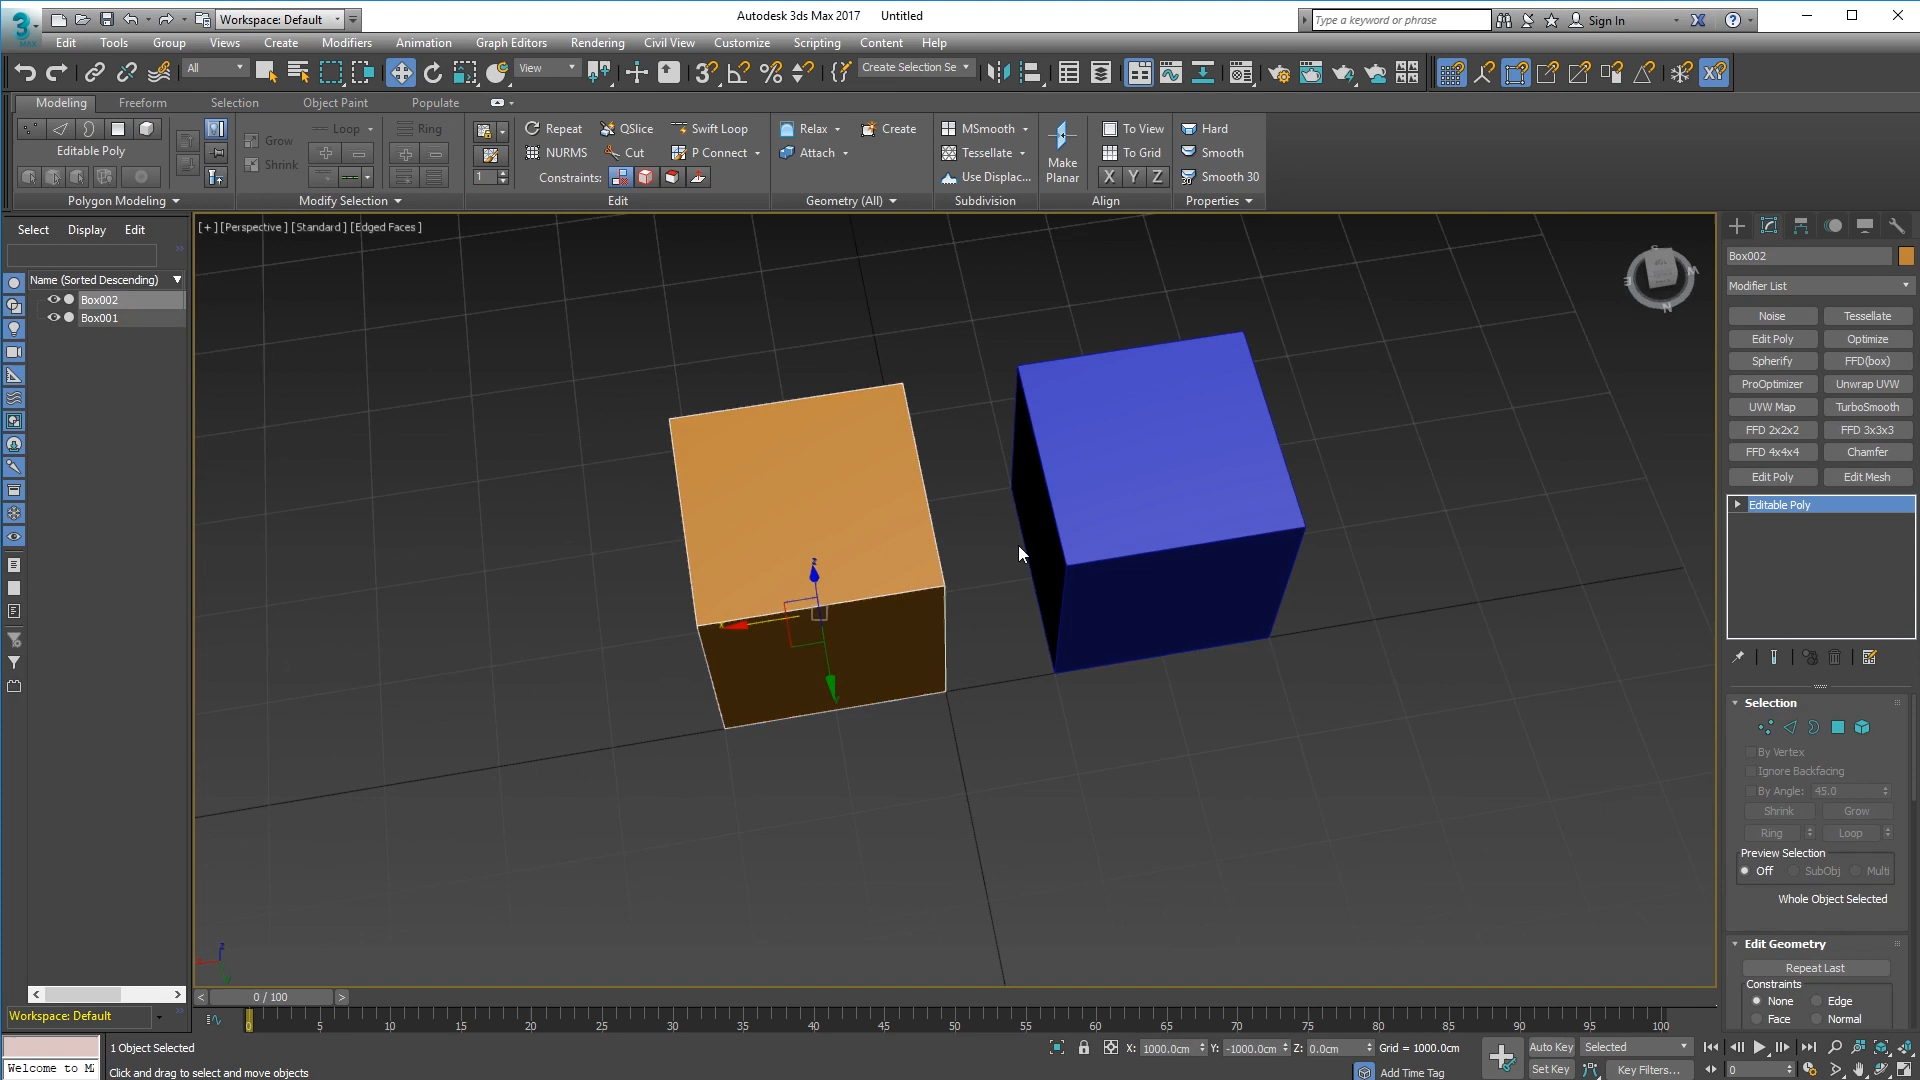 Workspace: Default
Autodesk 3ds Max 2017 Untitled
Type a keyword or phrase
Sign In
Edit Tools Group Views Create Modifiers Animation Graph Editors Rendering Civil View Customize Scripting Content Help
All
View
Create Selection Se
Modeling Freeform Selection Object Paint Populate
Loop Ring
Repeat QSlice Swift Loop
Relax Create
MSmooth
To View
Hard
Editable Poly
Grow
NURMS Cut P Connect
Attach
Tessellate
To Grid
Smooth
Shrink
1
Constraints:
Use Displac...
Make
Planar
X Y Z
Smooth 30
Polygon Modeling Modify Selection Edit Geometry (All) Subdivision Align Properties
Select Display Edit
Name (Sorted Descending)
Box002
Box001
[+] [Perspective] [Standard] [Edged Faces]
Box002
Modifier List
Noise Tessellate
Edit Poly Optimize
Spherify FFD(box)
ProOptimizer Unwrap UVW
UVW Map TurboSmooth
FFD 2x2x2 FFD 3x3x3
FFD 4x4x4 Chamfer
Edit Poly Edit Mesh
Editable Poly
Selection
By Vertex
Ignore Backfacing
By Angle: 45.0
Shrink Grow
Ring Loop
Preview Selection
Off SubObj Multi
Whole Object Selected
Edit Geometry
Repeat Last
Constraints
None Edge
Face Normal
0 / 100
Workspace: Default
0 5 10 15 20 25 30 35 40 45 50 55 60 65 70 75 80 85 90 95 100
1 Object Selected
X: 1000.0cm Y: -1000.0cm Z: 0.0cm Grid = 1000.0cm
Auto Key Selected
Welcome to M
Click and drag to select and move objects
Add Time Tag
Set Key Key Filters...
0